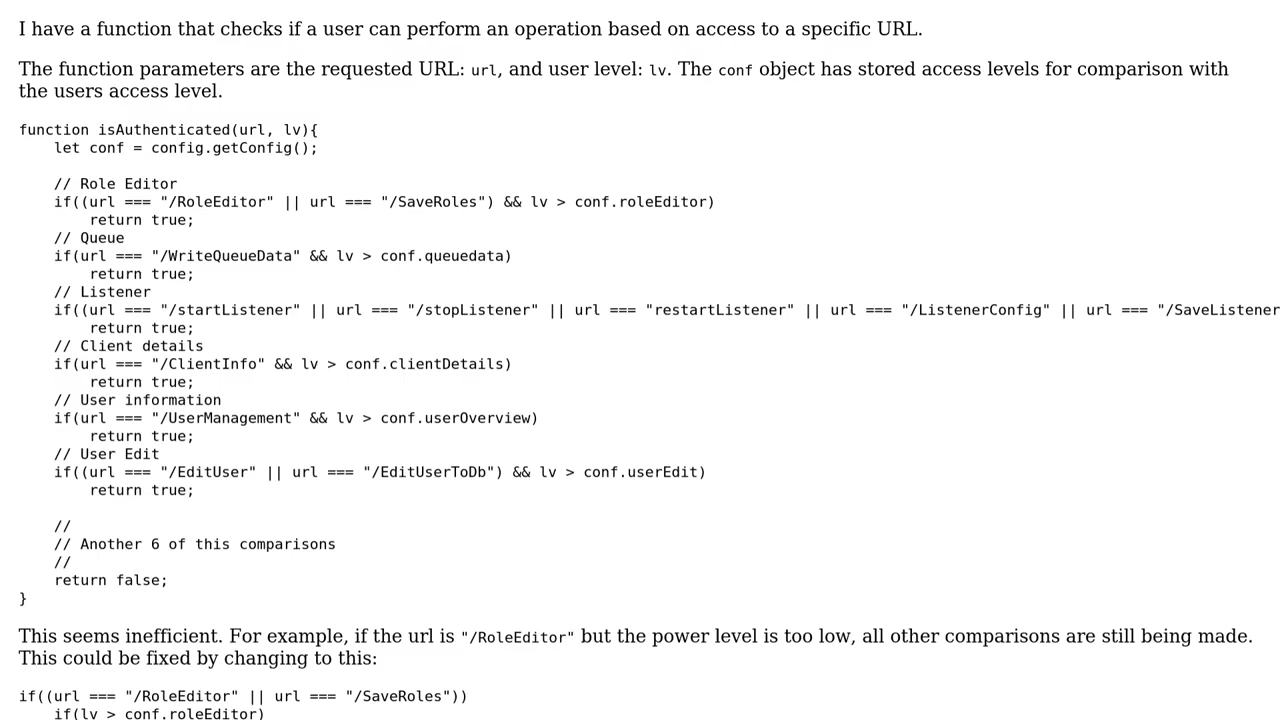 I have a function that checks if a user can perform an operation based on access to a specific URL.
The function parameters are the requested URL: url, and user level: lv. The conf object has stored access levels for comparison with
the users access level.
function isAuthenticated(url, lv){
    let conf = config.getConfig();

    // Role Editor
    if((url === "/RoleEditor" || url === "/SaveRoles") && lv > conf.roleEditor)
        return true;
    // Queue
    if(url === "/WriteQueueData" && lv > conf.queuedata)
        return true;
    // Listener
    if((url === "/startListener" || url === "/stopListener" || url === "restartListener" || url === "/ListenerConfig" || url === "/SaveListener
        return true;
    // Client details
    if(url === "/ClientInfo" && lv > conf.clientDetails)
        return true;
    // User information
    if(url === "/UserManagement" && lv > conf.userOverview)
        return true;
    // User Edit
    if((url === "/EditUser" || url === "/EditUserToDb") && lv > conf.userEdit)
        return true;

    //
    // Another 6 of this comparisons
    //
    return false;
}
This seems inefficient. For example, if the url is "/RoleEditor" but the power level is too low, all other comparisons are still being made.
This could be fixed by changing to this:
if((url === "/RoleEditor" || url === "/SaveRoles"))
    if(lv > conf.roleEditor)